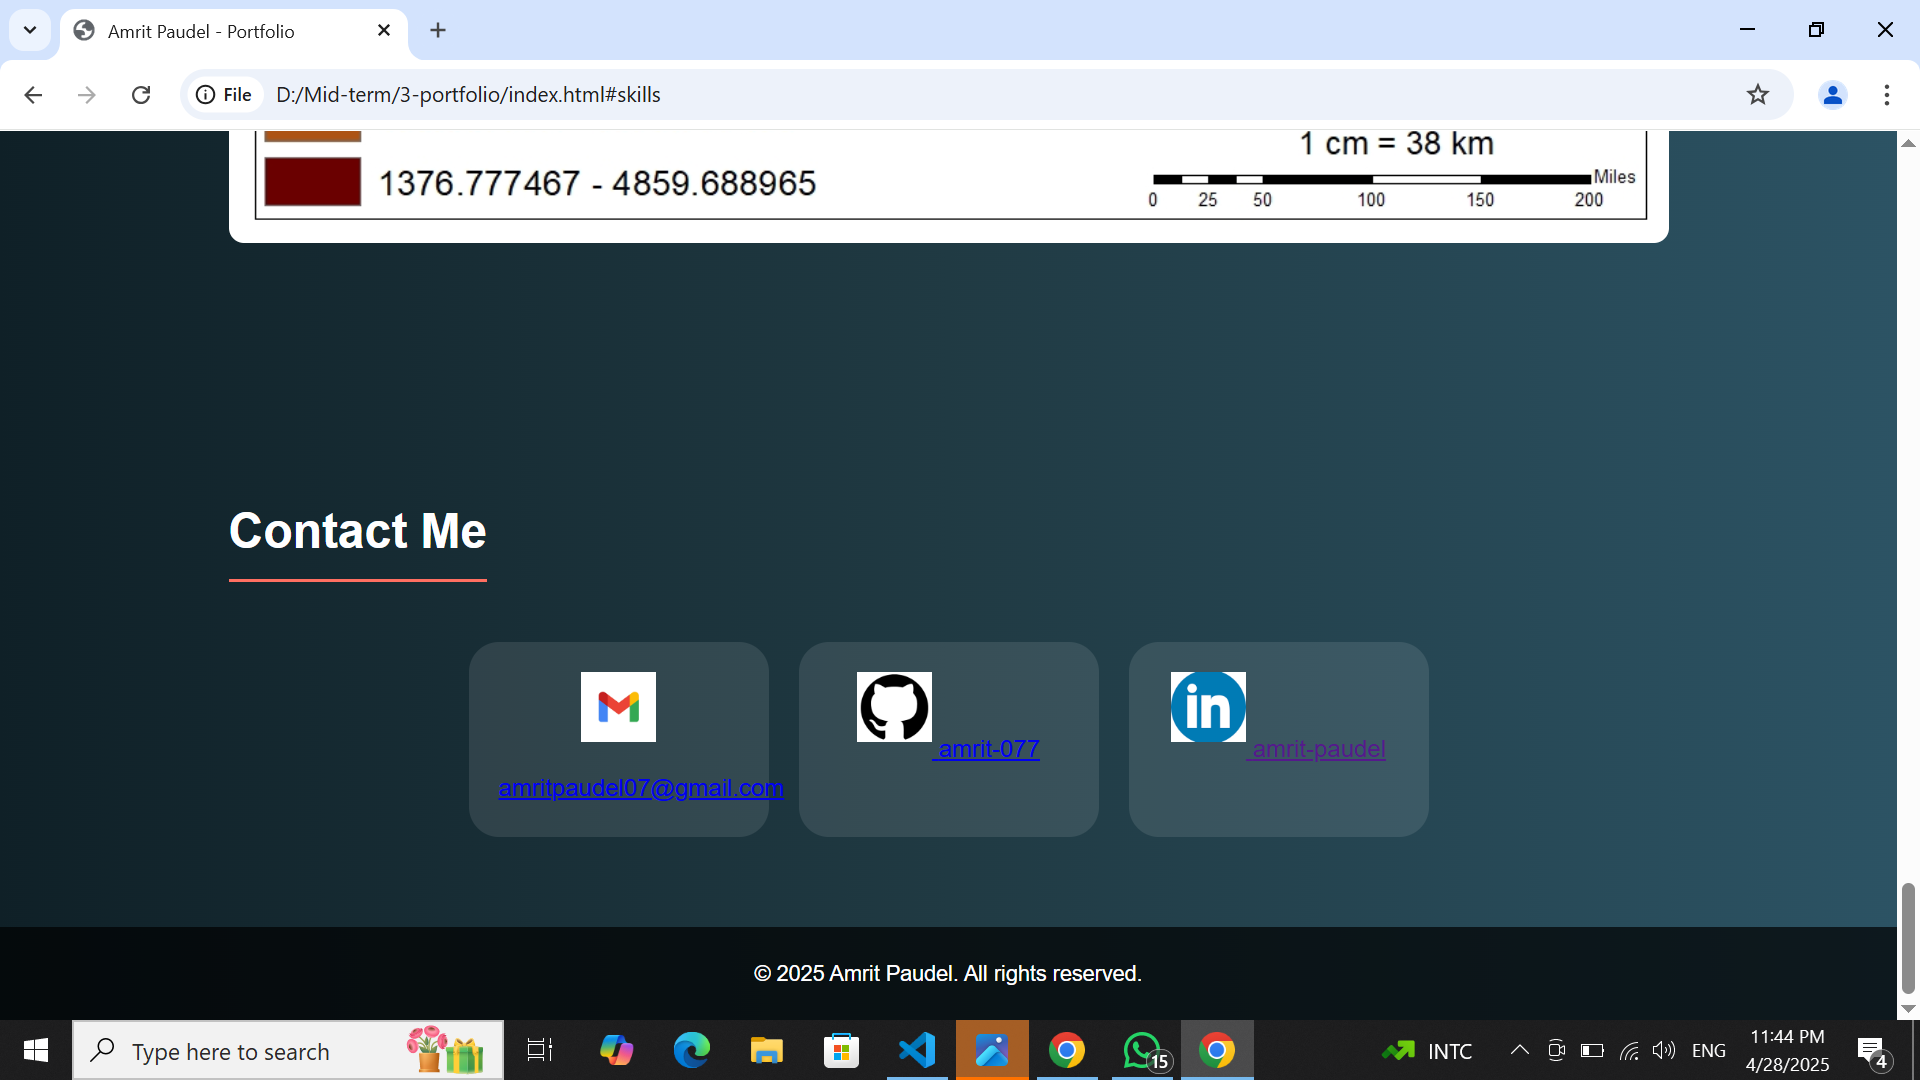 Amrit Paudel - Portfolio
File D:/Mid-term/3-portfolio/index.html#skills
1 cm = 38 km
1376.777467 - 4859.688965
Miles
0 25 50 100 150 200
Contact Me
in
amritpaudel07@gmail.com
amrit-077
amrit-paudel
© 2025 Amrit Paudel. All rights reserved.
Type here to search
15
INTC
ENG
11:44 PM
4/28/2025
4